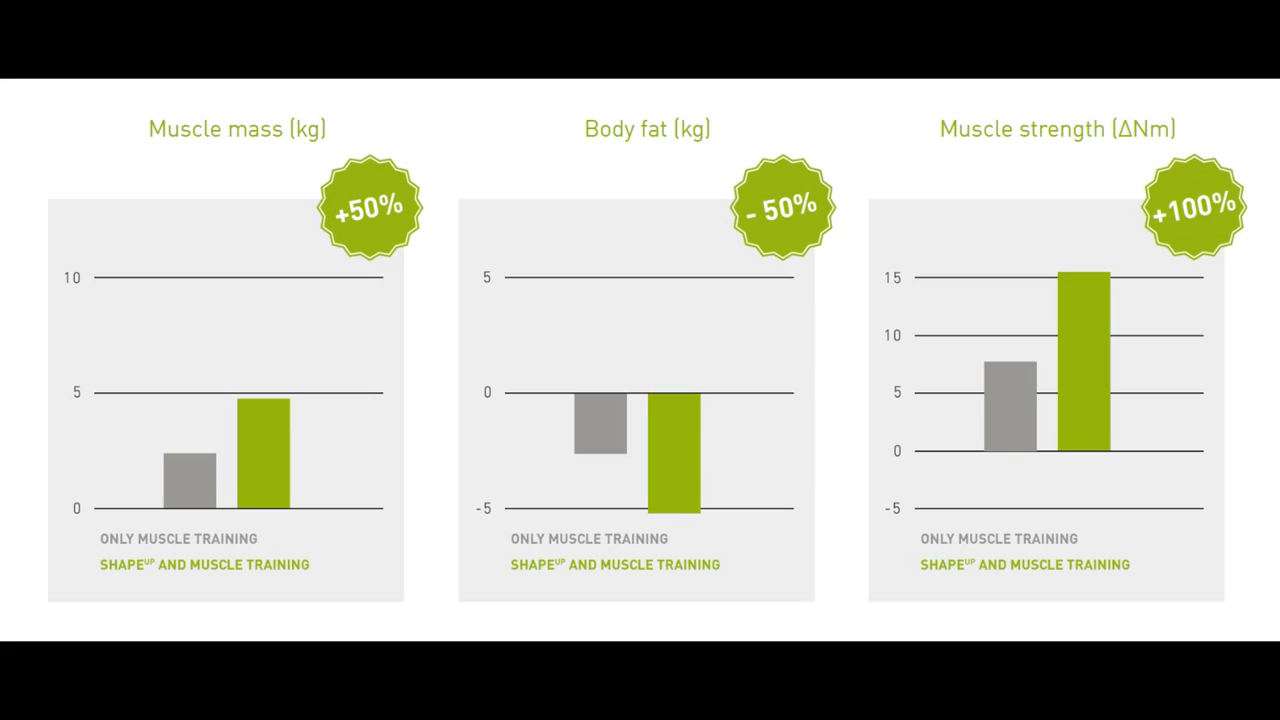 Muscle mass (kg)
+50%
10
5
0
ONLY MUSCLE TRAINING
SHAPEUP AND MUSCLE TRAINING
Body fat (kg)
- 50%
5
0
-5
ONLY MUSCLE TRAINING
SHAPEUP AND MUSCLE TRAINING
Muscle strength (ΔNm)
+100%
15
10
5
0
-5
ONLY MUSCLE TRAINING
SHAPEUP AND MUSCLE TRAINING